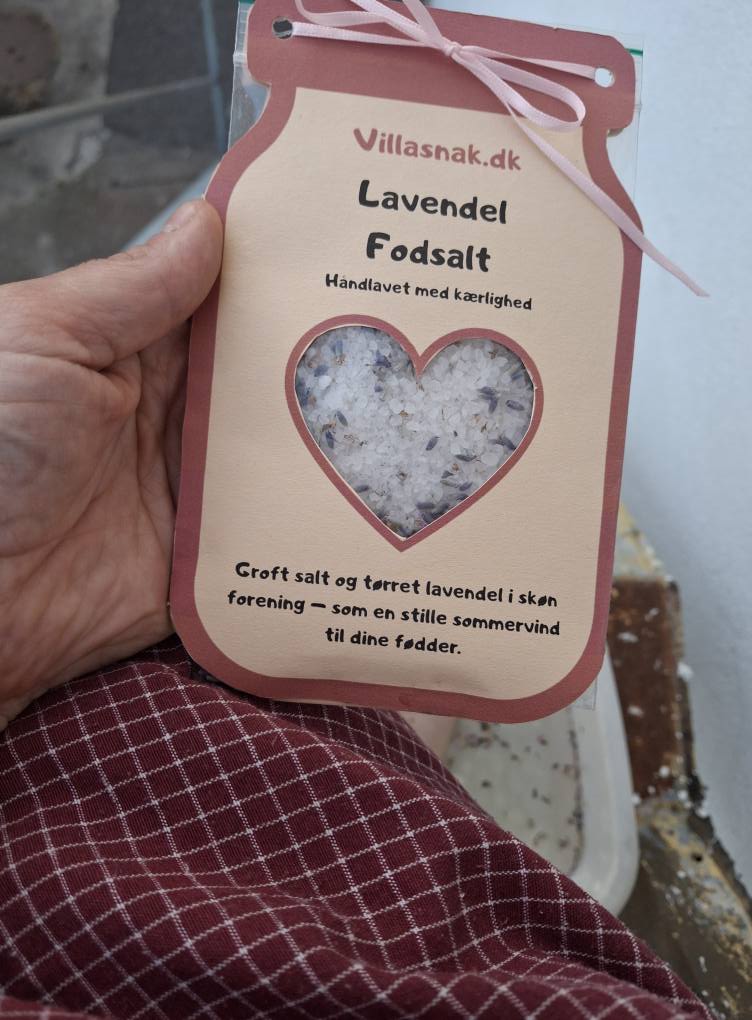 Villasnak.dk
Lavendel
Fodsalt
Håndlavet med kærlighed
Groft salt og tørret lavendel i skøn
forening – som en stille sommervind
til dine fødder.